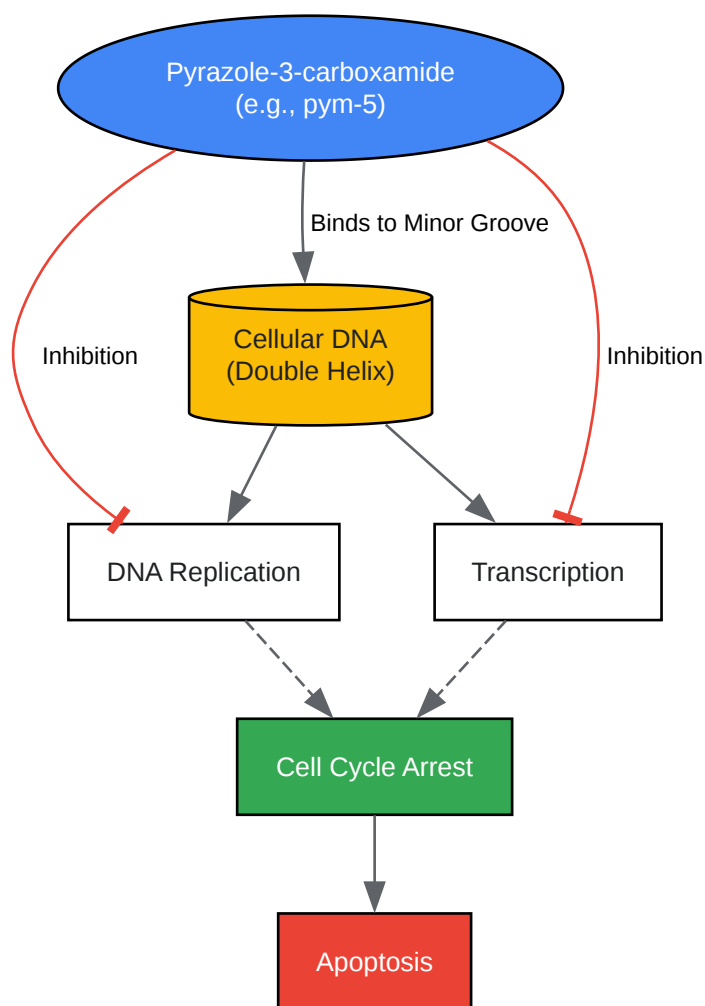 Pyrazole-3-carboxamide
(e.g., pym-5)
Binds to Minor Groove
Cellular DNA
(Double Helix)
Inhibition
Inhibition
DNA Replication
Transcription
Cell Cycle Arrest
Apoptosis